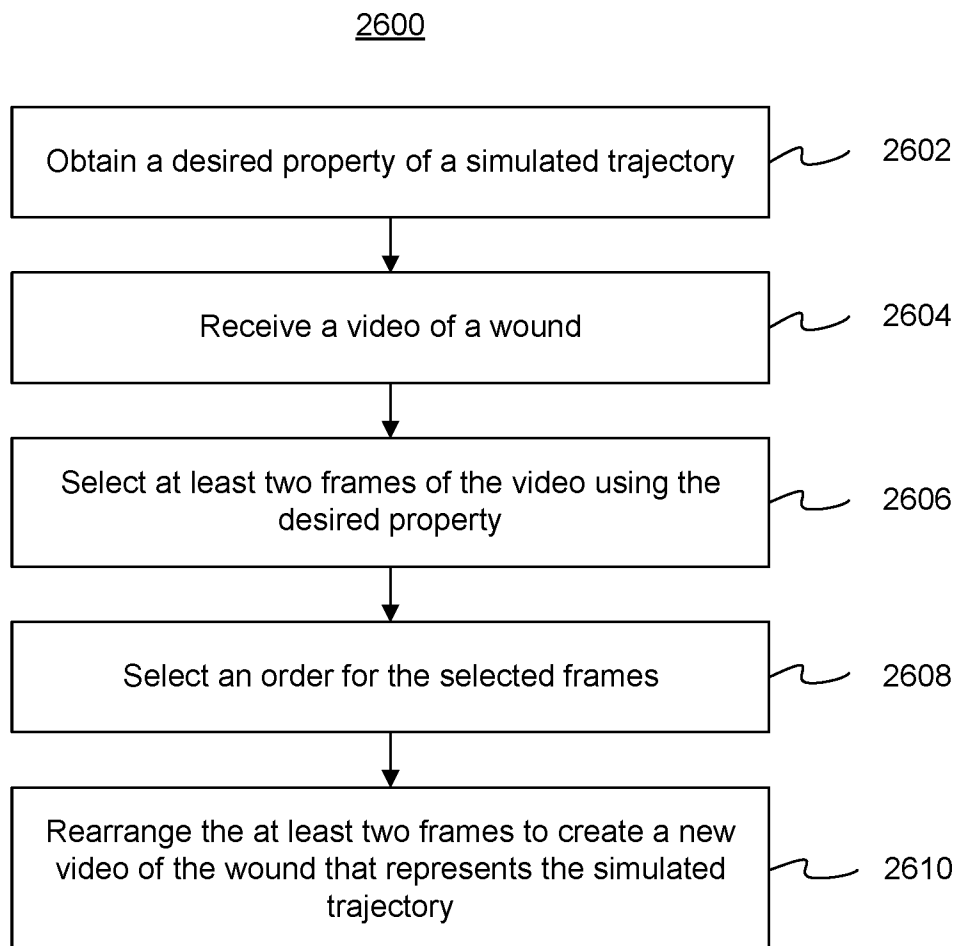 2600
Obtain a desired property of a simulated trajectory
2602
Receive a video of a wound
2604
Select at least two frames of the video using the
desired property
2606
Select an order for the selected frames
2608
Rearrange the at least two frames to create a new
video of the wound that represents the simulated
trajectory
2610